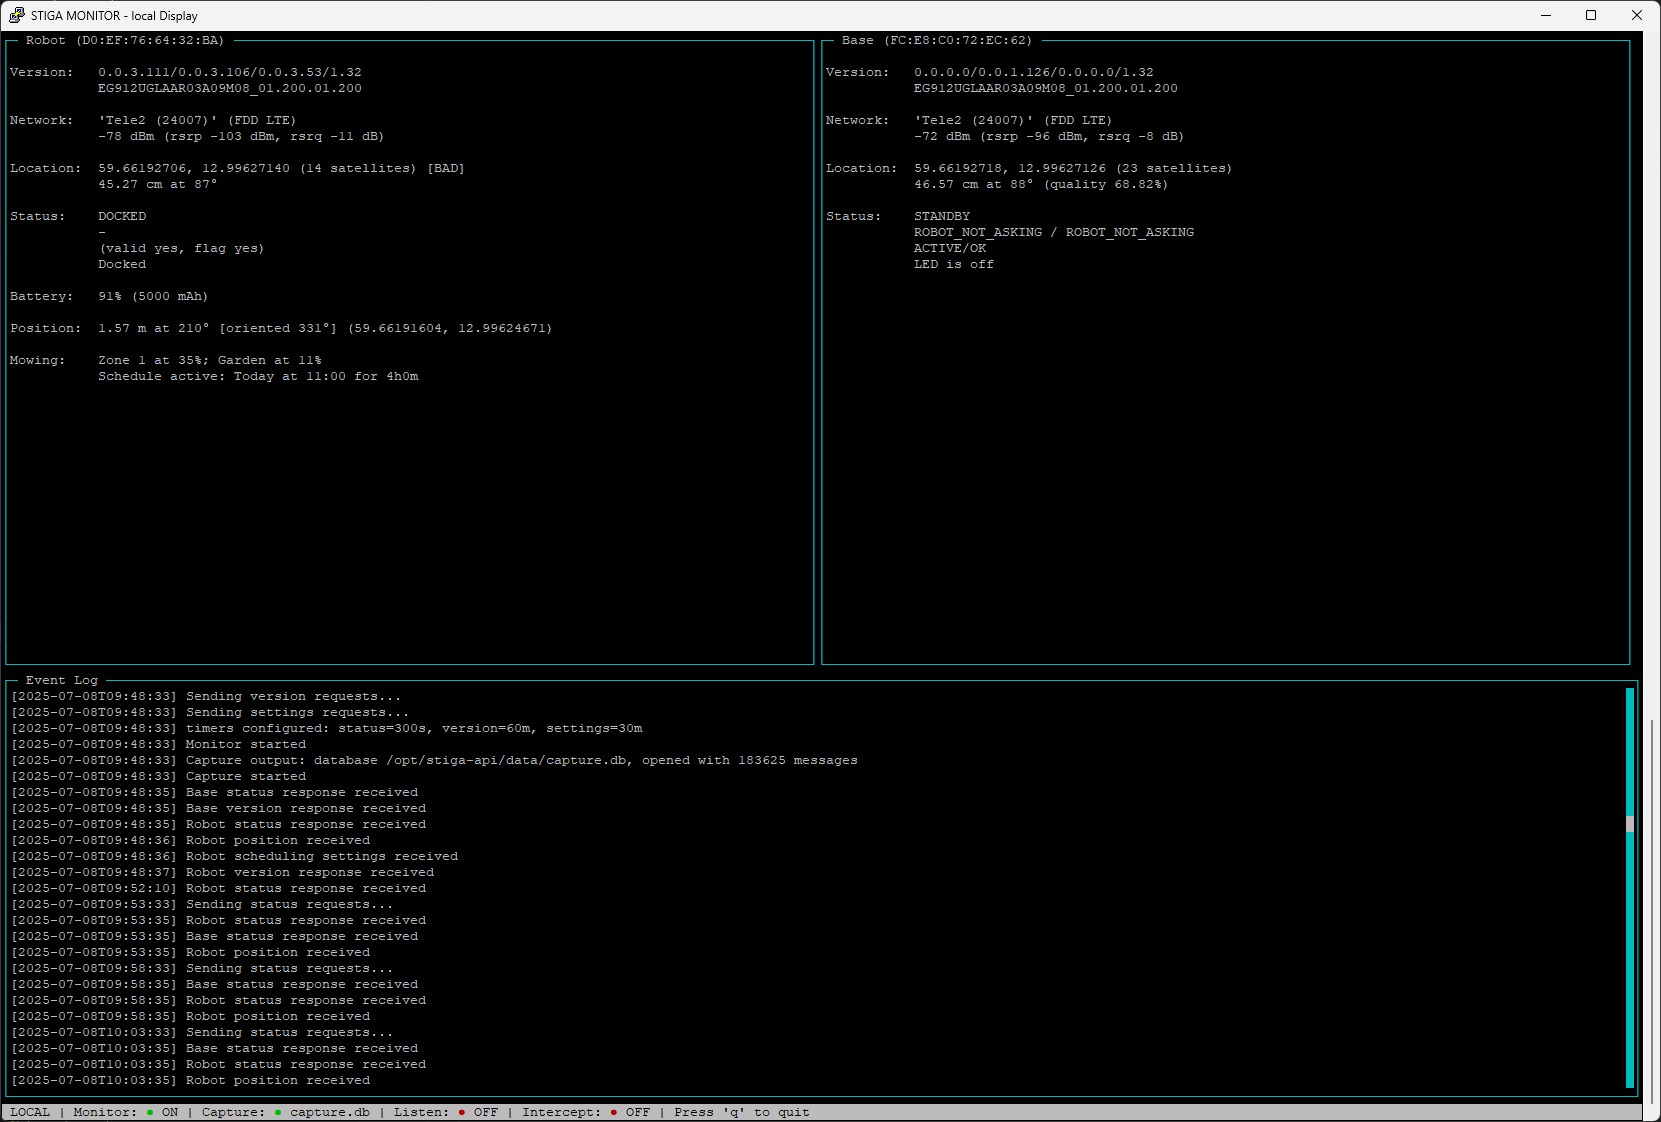 STIGA MONITOR - local Display
Robot (D0:EF:76:64:32:BA)
Version: 0.0.3.111/0.0.3.106/0.0.3.53/1.32
EG912UGLAAR03A09M08_01.200.01.200
Network: 'Tele2 (24007)' (FDD LTE)
-78 dBm (rsrp -103 dBm, rsrq -11 dB)
Location: 59.66192706, 12.99627140 (14 satellites) [BAD]
45.27 cm at 87°
Status: DOCKED
-
(valid yes, flag yes)
Docked
Battery: 91% (5000 mAh)
Position: 1.57 m at 210° [oriented 331°] (59.66191604, 12.99624671)
Mowing: Zone 1 at 35%; Garden at 11%
Schedule active: Today at 11:00 for 4h0m
Base (FC:E8:C0:72:EC:62)
Version: 0.0.0.0/0.0.1.126/0.0.0.0/1.32
EG912UGLAAR03A09M08_01.200.01.200
Network: 'Tele2 (24007)' (FDD LTE)
-72 dBm (rsrp -96 dBm, rsrq -8 dB)
Location: 59.66192718, 12.99627126 (23 satellites)
46.57 cm at 88° (quality 68.82%)
Status: STANDBY
ROBOT_NOT_ASKING / ROBOT_NOT_ASKING
ACTIVE/OK
LED is off
Event Log
[2025-07-08T09:48:33] Sending version requests...
[2025-07-08T09:48:33] Sending settings requests...
[2025-07-08T09:48:33] timers configured: status=300s, version=60m, settings=30m
[2025-07-08T09:48:33] Monitor started
[2025-07-08T09:48:33] Capture output: database /opt/stiga-api/data/capture.db, opened with 183625 messages
[2025-07-08T09:48:33] Capture started
[2025-07-08T09:48:35] Base status response received
[2025-07-08T09:48:35] Base version response received
[2025-07-08T09:48:35] Robot status response received
[2025-07-08T09:48:36] Robot position received
[2025-07-08T09:48:36] Robot scheduling settings received
[2025-07-08T09:48:37] Robot version response received
[2025-07-08T09:52:10] Robot status response received
[2025-07-08T09:53:33] Sending status requests...
[2025-07-08T09:53:35] Robot status response received
[2025-07-08T09:53:35] Base status response received
[2025-07-08T09:53:35] Robot position received
[2025-07-08T09:58:33] Sending status requests...
[2025-07-08T09:58:35] Base status response received
[2025-07-08T09:58:35] Robot status response received
[2025-07-08T09:58:35] Robot position received
[2025-07-08T10:03:33] Sending status requests...
[2025-07-08T10:03:35] Base status response received
[2025-07-08T10:03:35] Robot status response received
[2025-07-08T10:03:35] Robot position received
LOCAL | Monitor: ● ON | Capture: ● capture.db | Listen: ● OFF | Intercept: ● OFF | Press 'q' to quit